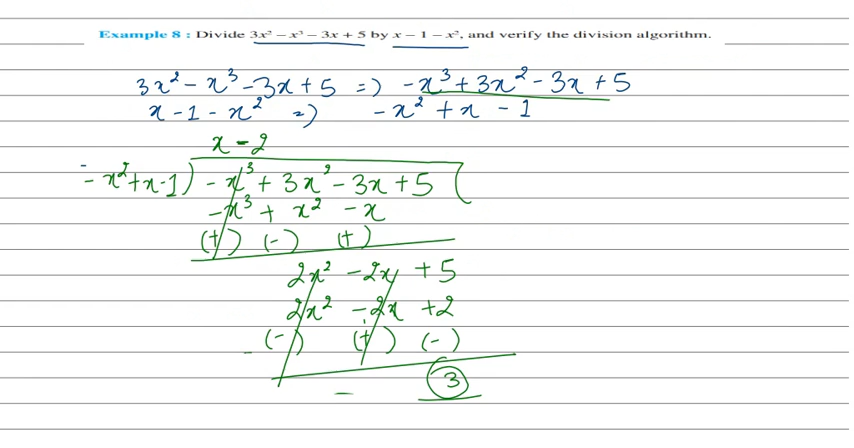 Example 8 : Divide 3x² − x³ − 3x + 5 by x − 1 − x², and verify the division algorithm.
3x² - x³ - 3x + 5 =) -x³ + 3x² - 3x + 5
x - 1 - x² =) -x² + x - 1
x - 2
-x² + x - 1 ) -x³ + 3x² - 3x + 5 (
-x³ + x² - x
(+) (-) (+)
2x² - 2x + 5
2x² - 2x + 2
(-) (+) (-)
3